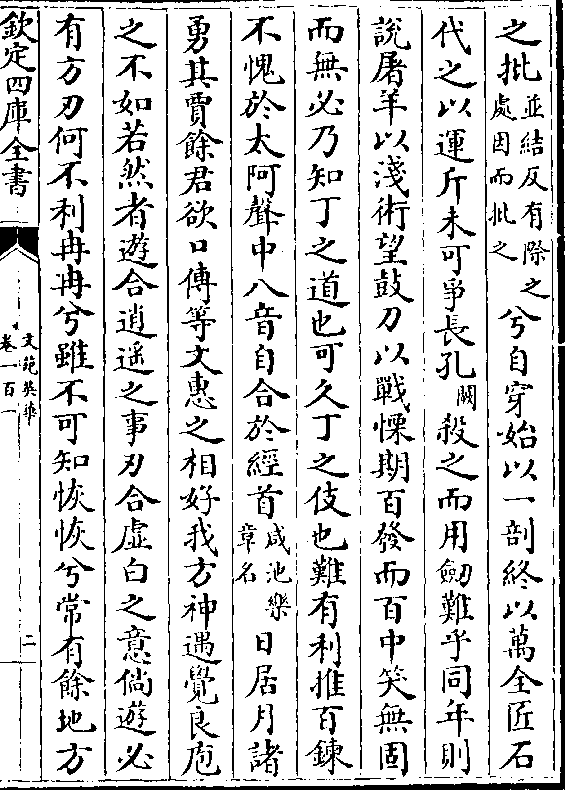 之批並結反有際之處因而批之兮自穿始以一剖終以萬全匠石
代之以運斤未可爭長孔闕殺之而用劒難乎同年則
說屠羊以淺術望鼓刀以戰慄期百發而百中笑無固
而無必乃知丁之道也可久丁之伎也難有利推百鍊
不愧於太阿聲中八音自合於經首咸池樂章名日居月諸
勇其賈餘君欲口傳等文惠之相好我方神遇覺良庖
之不如若然者遊合逍遥之事刃合虛白之意倘遊必
有方刃何不利冉冉兮雖不可知恢恢兮常有餘地方
欽定四庫全書
文苑英華
卷一百一
二